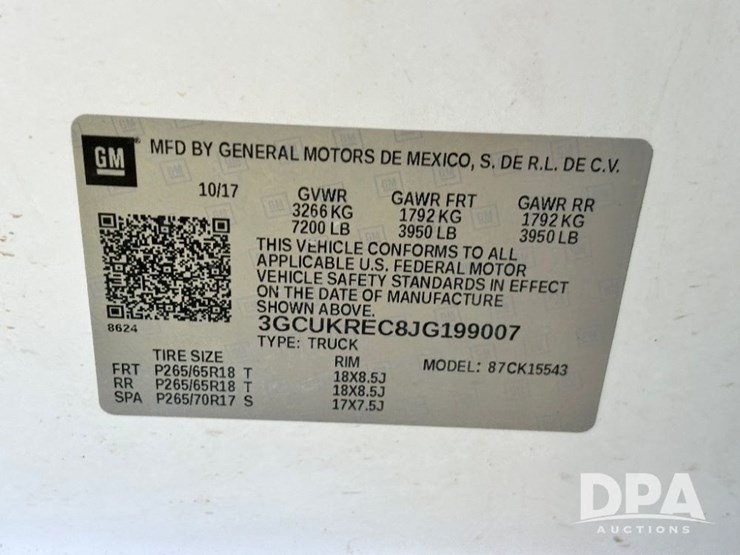 GM MFD BY GENERAL MOTORS DE MEXICO, S. DE R.L. DE C.V.
10/17 GVWR GAWR FRT GAWR RR
3266 KG 1792 KG 1792 KG
7200 LB 3950 LB 3950 LB
THIS VEHICLE CONFORMS TO ALL
APPLICABLE U.S. FEDERAL MOTOR
VEHICLE SAFETY STANDARDS IN EFFECT
ON THE DATE OF MANUFACTURE
SHOWN ABOVE.
8624 3GCUKREC8JG199007
TYPE: TRUCK
TIRE SIZE RIM MODEL: 87CK15543
FRT P265/65R18 T 18X8.5J
RR P265/65R18 T 18X8.5J
SPA P265/70R17 S 17X7.5J
DPA
AUCTIONS